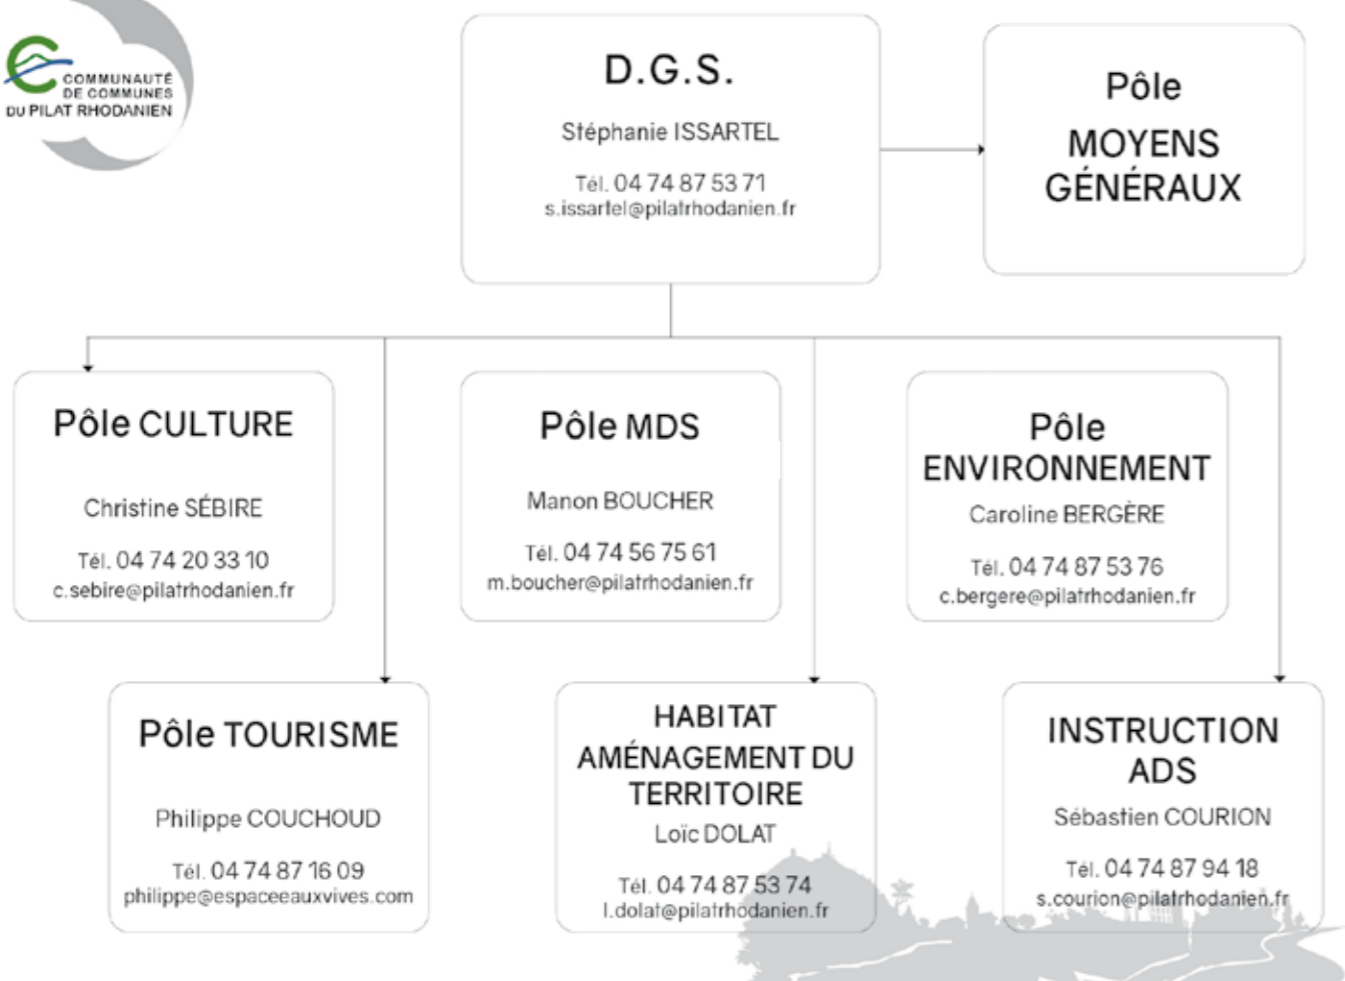 COMMUNAUTÉ
DE COMMUNES
DU PILAT RHODANIEN
D.G.S.
Stéphanie ISSARTEL
Tél. 04 74 87 53 71
s.issartel@pilatrhodanien.fr
Pôle
MOYENS
GÉNÉRAUX
Pôle CULTURE
Christine SÉBIRE
Tél. 04 74 20 33 10
c.sebire@pilatrhodanien.fr
Pôle MDS
Manon BOUCHER
Tél. 04 74 56 75 61
m.boucher@pilatrhodanien.fr
Pôle
ENVIRONNEMENT
Caroline BERGÈRE
Tél. 04 74 87 53 76
c.bergere@pilatrhodanien.fr
Pôle TOURISME
Philippe COUCHOUD
Tél. 04 74 87 16 09
philippe@espaceeauxvives.com
HABITAT
AMÉNAGEMENT DU
TERRITOIRE
Loïc DOLAT
Tél. 04 74 87 53 74
l.dolat@pilatrhodanien.fr
INSTRUCTION
ADS
Sébastien COURION
Tél. 04 74 87 94 18
s.courion@pilatrhodanien.fr